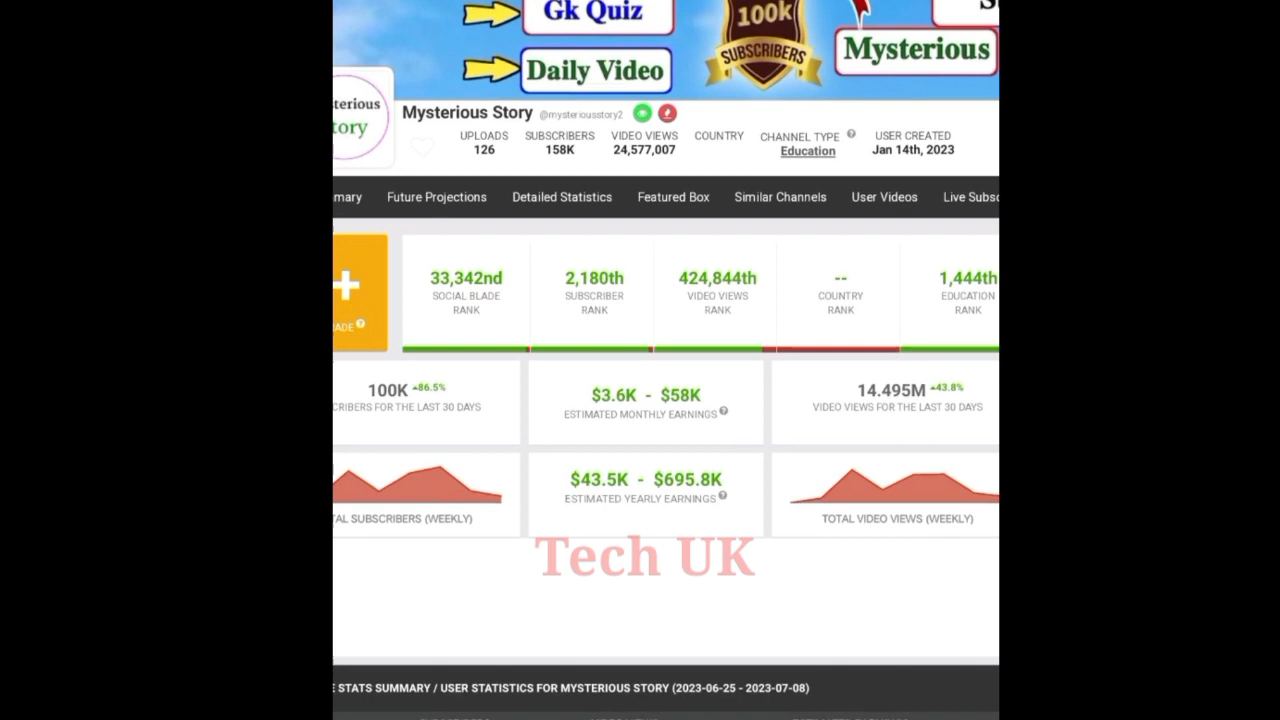 Gk Quiz
100k
SUBSCRIBERS
Mysterious
Daily Video
terious
tory
Mysterious Story @mysteriousstory2
UPLOADS SUBSCRIBERS VIDEO VIEWS COUNTRY CHANNEL TYPE ? USER CREATED
126 158K 24,577,007 Education Jan 14th, 2023
mary Future Projections Detailed Statistics Featured Box Similar Channels User Videos Live Subsc
33,342nd 2,180th 424,844th -- 1,444th
SOCIAL BLADE RANK SUBSCRIBER RANK VIDEO VIEWS RANK COUNTRY RANK EDUCATION RANK
ADE ?
100K 86.5% $3.6K - $58K 14.495M 43.8%
CRIBERS FOR THE LAST 30 DAYS ESTIMATED MONTHLY EARNINGS ? VIDEO VIEWS FOR THE LAST 30 DAYS
$43.5K - $695.8K
ESTIMATED YEARLY EARNINGS ?
TAL SUBSCRIBERS (WEEKLY) TOTAL VIDEO VIEWS (WEEKLY)
Tech UK
E STATS SUMMARY / USER STATISTICS FOR MYSTERIOUS STORY (2023-06-25 - 2023-07-08)